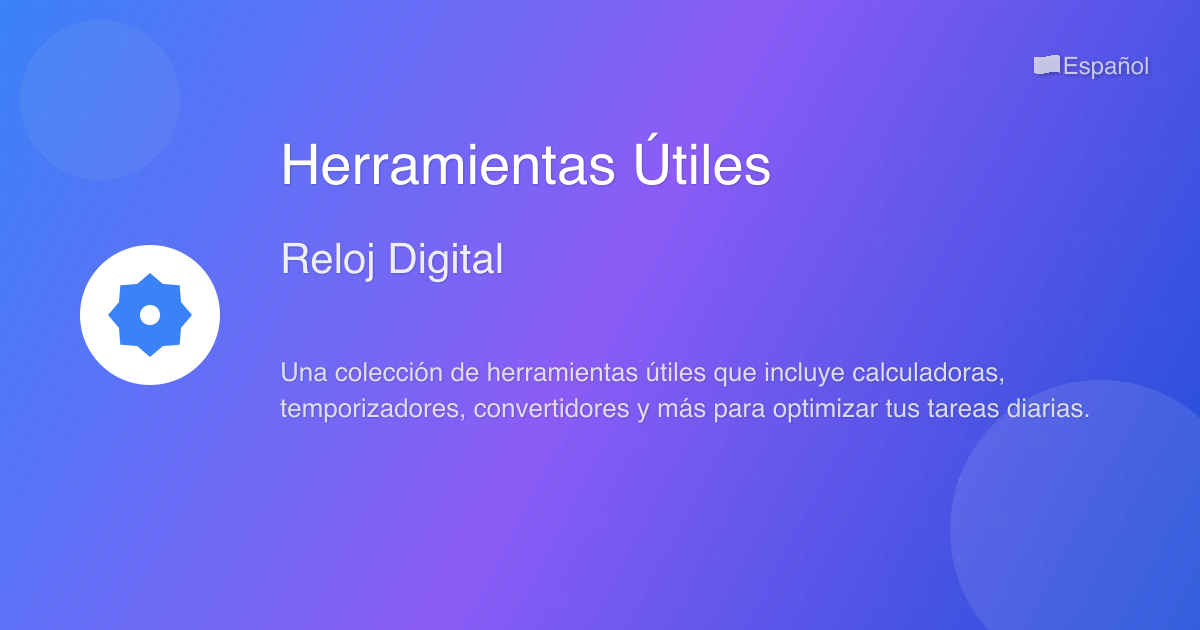 Español
Herramientas Útiles
Reloj Digital
Una colección de herramientas útiles que incluye calculadoras,
temporizadores, convertidores y más para optimizar tus tareas diarias.